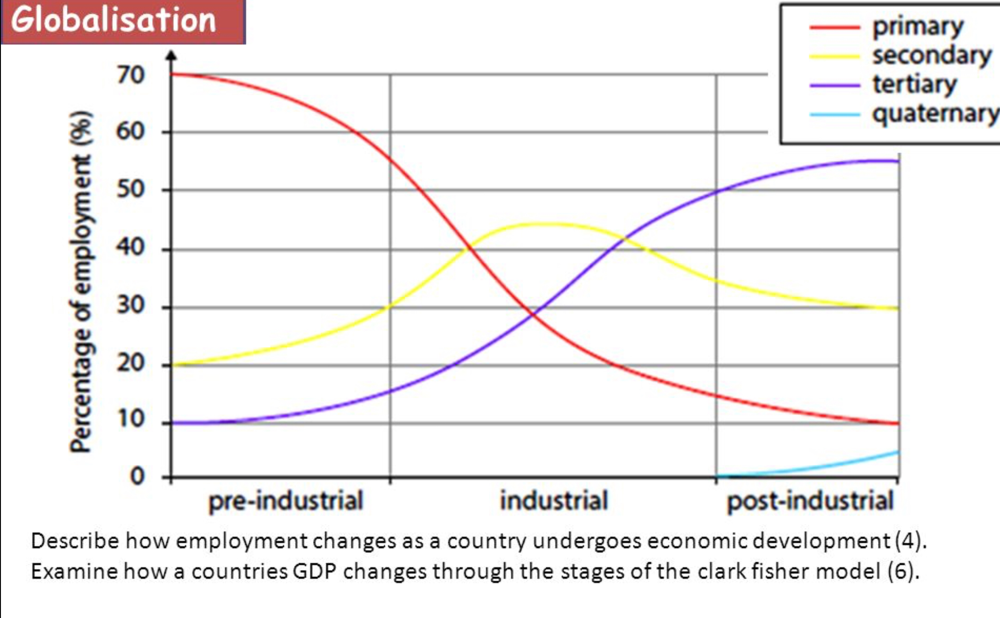 Globalisation
primary
secondary
tertiary
quaternary
Percentage of employment (%)
70
60
50
40
30
20
10
0
pre-industrial
industrial
post-industrial
Describe how employment changes as a country undergoes economic development (4).
Examine how a countries GDP changes through the stages of the clark fisher model (6).